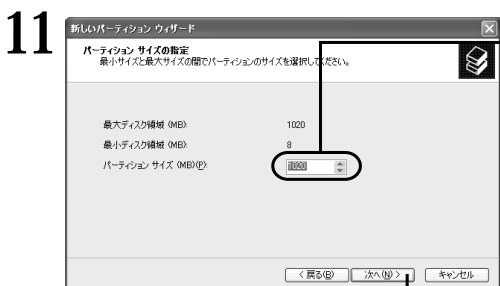 11
新しいパーティション ウィザード
パーティション サイズの指定
最小サイズと最大サイズの間でパーティションのサイズを選択してください。
最大ディスク領域 (MB): 1020
最小ディスク領域 (MB): 8
パーティション サイズ (MB)(P): 1020
< 戻る(B) 次へ(N) > キャンセル